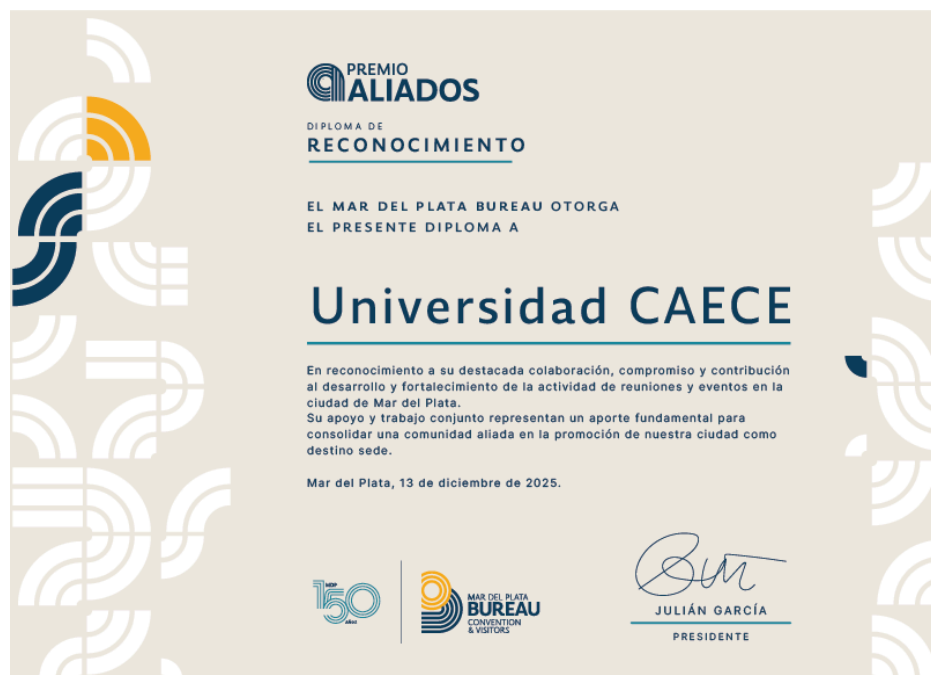 PREMIO
ALIADOS
DIPLOMA DE
RECONOCIMIENTO
EL MAR DEL PLATA BUREAU OTORGA
EL PRESENTE DIPLOMA A
Universidad CAECE
En reconocimiento a su destacada colaboración, compromiso y contribución
al desarrollo y fortalecimiento de la actividad de reuniones y eventos en la
ciudad de Mar del Plata.
Su apoyo y trabajo conjunto representan un aporte fundamental para
consolidar una comunidad aliada en la promoción de nuestra ciudad como
destino sede.
Mar del Plata, 13 de diciembre de 2025.
MDP
150
años
MAR DEL PLATA
BUREAU
CONVENTION
& VISITORS
JULIÁN GARCÍA
PRESIDENTE